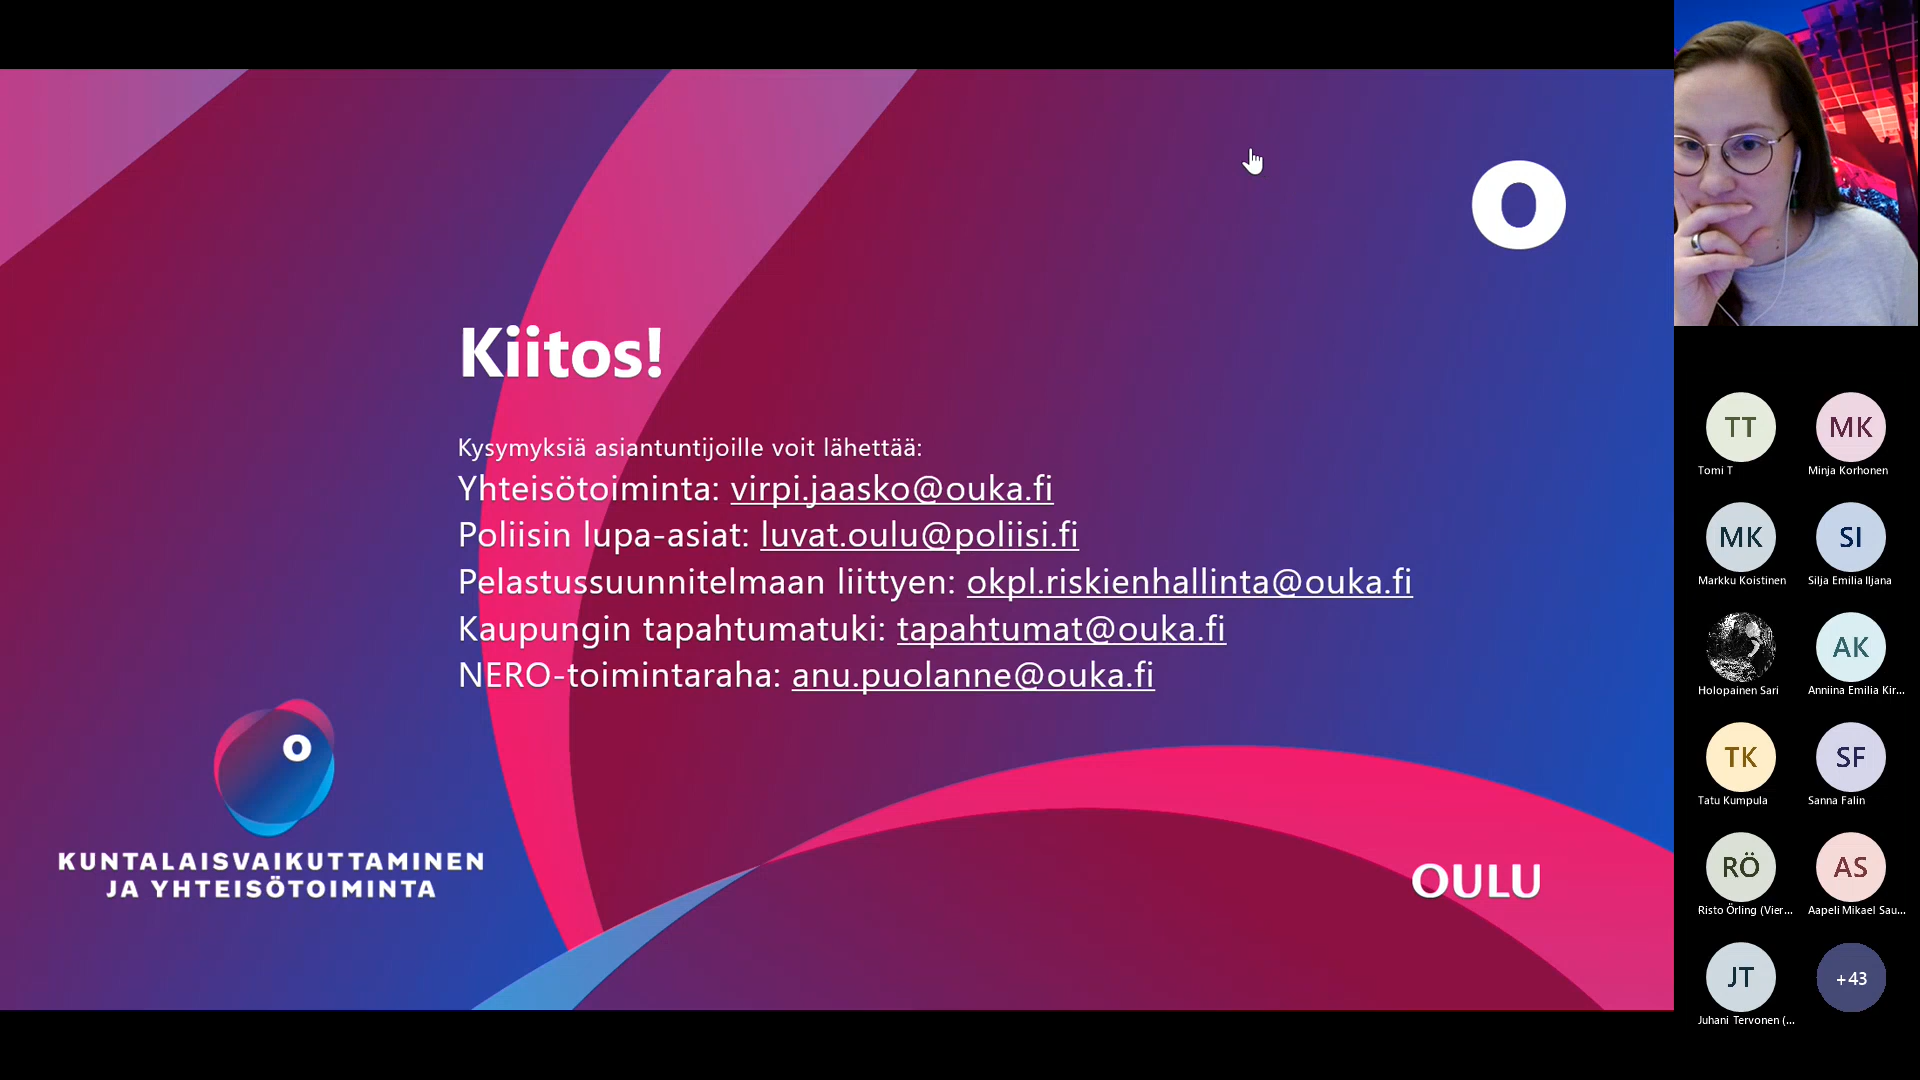 O
Kiitos!
Kysymyksiä asiantuntijoille voit lähettää:
Yhteisötoiminta: virpi.jaasko@ouka.fi
Poliisin lupa-asiat: luvat.oulu@poliisi.fi
Pelastussuunnitelmaan liittyen: okpl.riskienhallinta@ouka.fi
Kaupungin tapahtumatuki: tapahtumat@ouka.fi
NERO-toimintaraha: anu.puolanne@ouka.fi
O
KUNTALAISVAIKUTTAMINEN
JA YHTEISÖTOIMINTA
OULU
TT
Tomi T
MK
Minja Korhonen
MK
Markku Koistinen
SI
Silja Emilia Iljana
Holopainen Sari
AK
Anniina Emilia Kir...
TK
Tatu Kumpula
SF
Sanna Falin
RÖ
Risto Örling (Vier...
AS
Aapeli Mikael Sau...
JT
Juhani Tervonen (...
+43